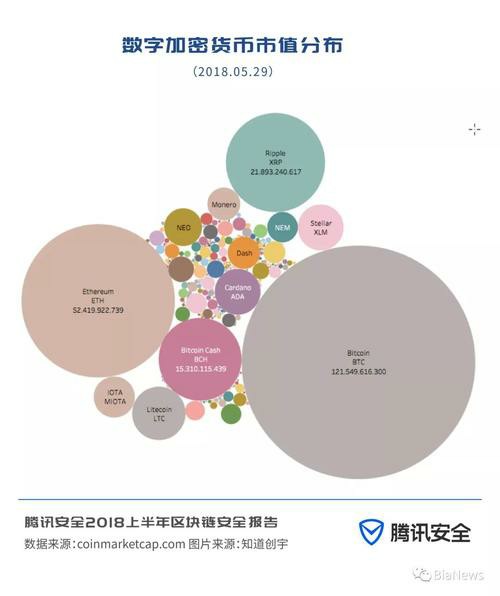 数字加密货币市值分布
（2018.05.29）
Ripple
XRP
21.893.240.617
Monero
NEO
NEM
Stellar
XLM
Dash
Ethereum
ETH
52.419.922.739
Cardano
ADA
Bitcoin Cash
BCH
15.310.115.439
Bitcoin
BTC
121.549.616.300
IOTA
MIOTA
Litecoin
LTC
腾讯安全2018上半年区块链安全报告
数据来源：coinmarketcap.com 图片来源：知道创宇
腾讯安全
BiaNews